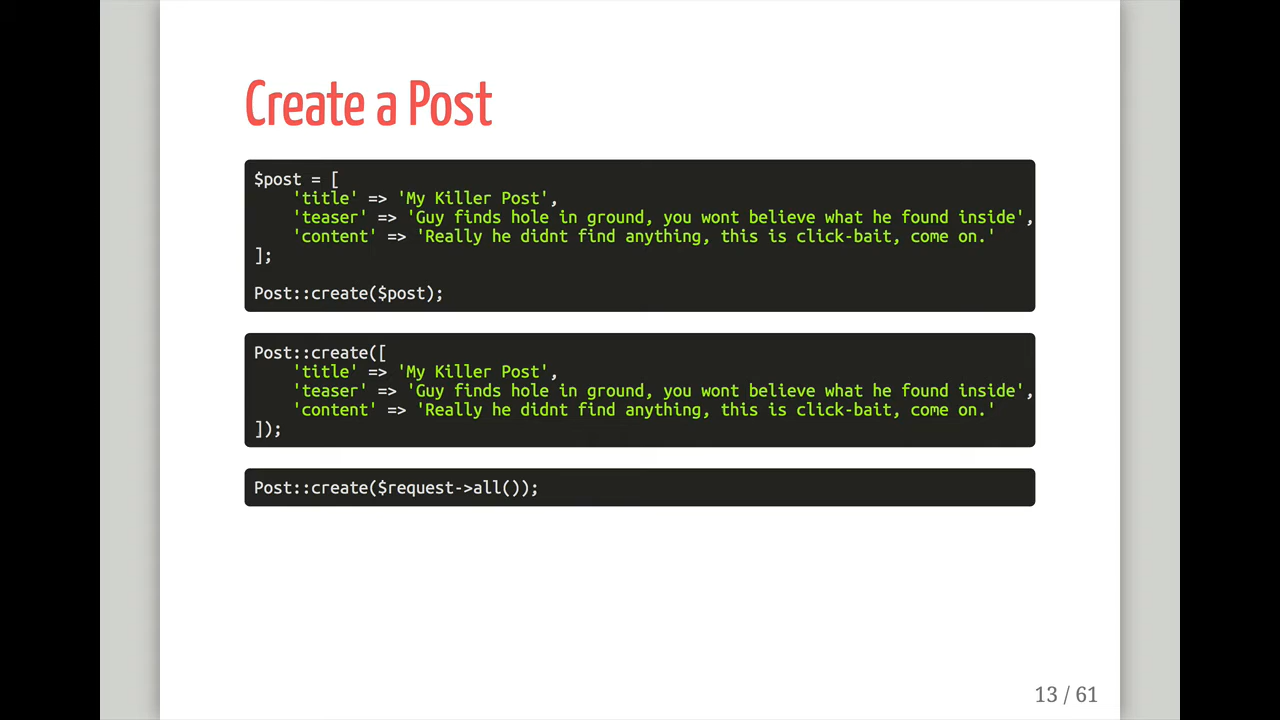 Create a Post
$post = [
    'title' => 'My Killer Post',
    'teaser' => 'Guy finds hole in ground, you wont believe what he found inside',
    'content' => 'Really he didnt find anything, this is click-bait, come on.'
];
Post::create($post);
Post::create([
    'title' => 'My Killer Post',
    'teaser' => 'Guy finds hole in ground, you wont believe what he found inside',
    'content' => 'Really he didnt find anything, this is click-bait, come on.'
]);
Post::create($request->all());
13 / 61